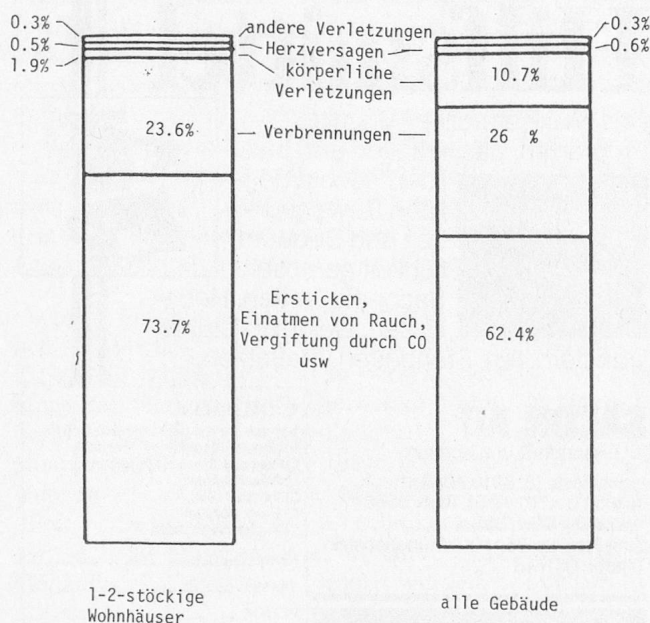 0.3%
0.5%
1.9%
andere Verletzungen
Herzversagen
körperliche
Verletzungen
0.3%
0.6%
10.7%
23.6%
Verbrennungen
26 %
73.7%
Ersticken,
Einatmen von Rauch,
Vergiftung durch CO
usw
62.4%
1-2-stöckige
Wohnhäuser
alle Gebäude